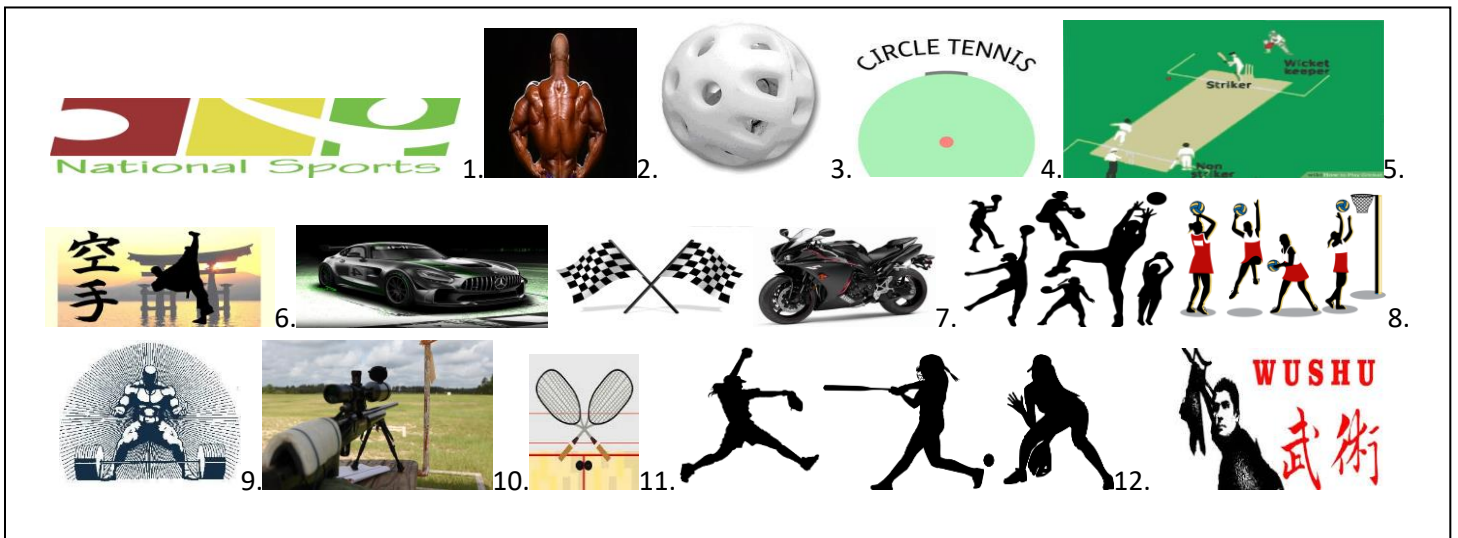 CIRCLE TENNIS
Wicket
keeper
Striker
National Sports 1. 2. 3. 4. Non
striker 5.
空
手
6. 7. 8.
WUSHU
武術
9. 10. 11. 12.